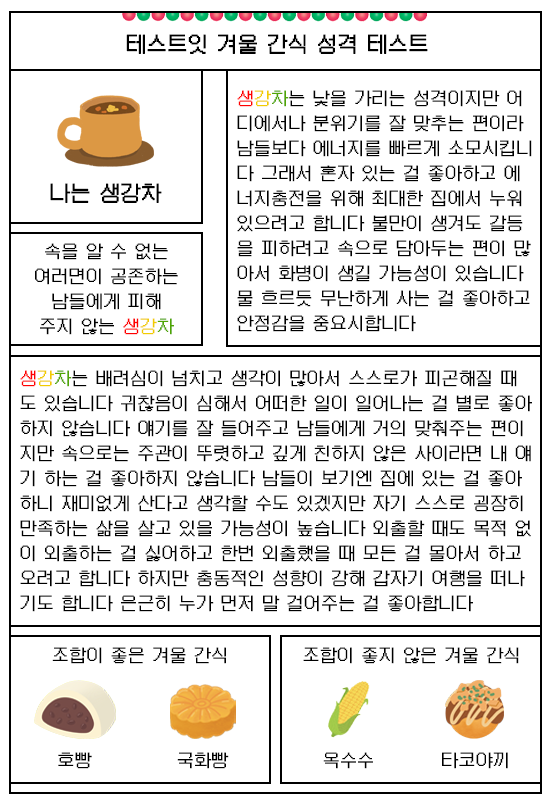 테스트잇 겨울 간식 성격 테스트
나는 생강차
속을 알 수 없는
여러면이 공존하는
남들에게 피해
주지 않는 생강차
생강차는 낯을 가리는 성격이지만 어
디에서나 분위기를 잘 맞추는 편이라
남들보다 에너지를 빠르게 소모시킵니
다 그래서 혼자 있는 걸 좋아하고 에
너지충전을 위해 최대한 집에서 누워
있으려고 합니다 불만이 생겨도 갈등
을 피하려고 속으로 담아두는 편이 많
아서 화병이 생길 가능성이 있습니다
물 흐르듯 무난하게 사는 걸 좋아하고
안정감을 중요시합니다
생강차는 배려심이 넘치고 생각이 많아서 스스로가 피곤해질 때
도 있습니다 귀찮음이 심해서 어떠한 일이 일어나는 걸 별로 좋아
하지 않습니다 얘기를 잘 들어주고 남들에게 거의 맞춰주는 편이
지만 속으로는 주관이 뚜렷하고 깊게 친하지 않은 사이라면 내 얘
기 하는 걸 좋아하지 않습니다 남들이 보기엔 집에 있는 걸 좋아
하니 재미없게 산다고 생각할 수도 있겠지만 자기 스스로 굉장히
만족하는 삶을 살고 있을 가능성이 높습니다 외출할 때도 목적 없
이 외출하는 걸 싫어하고 한번 외출했을 때 모든 걸 몰아서 하고
오려고 합니다 하지만 충동적인 성향이 강해 갑자기 여행을 떠나
기도 합니다 은근히 누가 먼저 말 걸어주는 걸 좋아합니다
조합이 좋은 겨울 간식
호빵 국화빵
조합이 좋지 않은 겨울 간식
옥수수 타코야끼